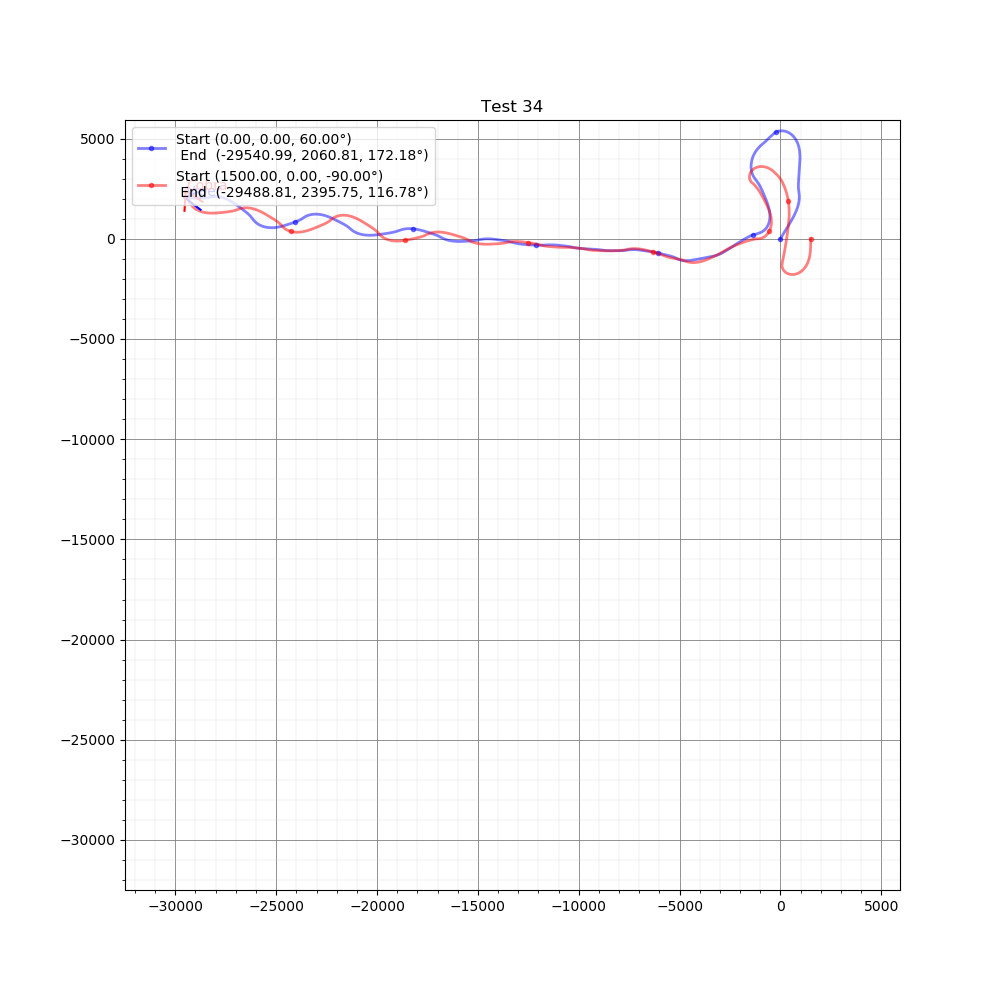 Test 34
Start (0.00, 0.00, 60.00°)
End (-29540.99, 2060.81, 172.18°)
Start (1500.00, 0.00, -90.00°)
End (-29488.81, 2395.75, 116.78°)
5000
0
−5000
−10000
−15000
−20000
−25000
−30000
−30000 −25000 −20000 −15000 −10000 −5000 0 5000